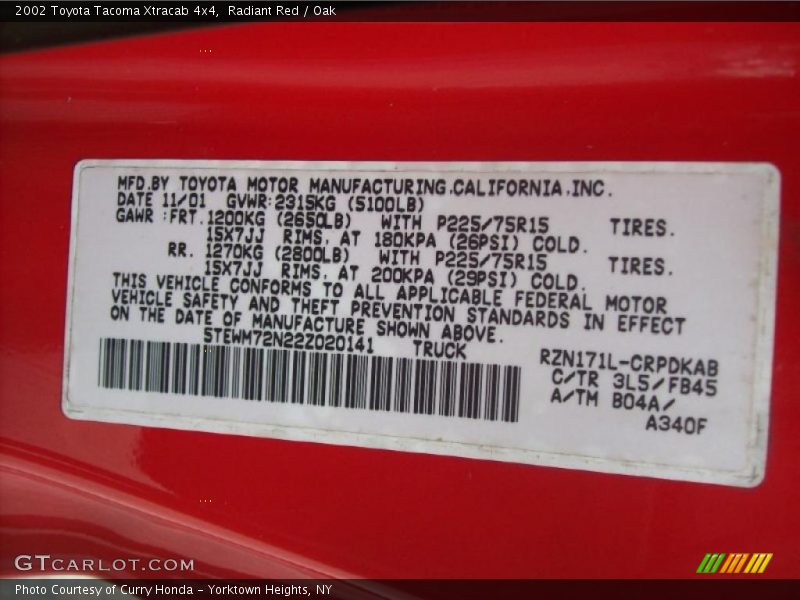 2002 Toyota Tacoma Xtracab 4x4, Radiant Red / Oak
MFD.BY TOYOTA MOTOR MANUFACTURING,CALIFORNIA,INC.
DATE 11/01 GVWR:2315KG (5100LB)
GAWR :FRT.1200KG (2650LB) WITH P225/75R15 TIRES.
15X7JJ RIMS, AT 180KPA (26PSI) COLD.
RR. 1270KG (2800LB) WITH P225/75R15 TIRES.
15X7JJ RIMS, AT 200KPA (29PSI) COLD.
THIS VEHICLE CONFORMS TO ALL APPLICABLE FEDERAL MOTOR
VEHICLE SAFETY AND THEFT PREVENTION STANDARDS IN EFFECT
ON THE DATE OF MANUFACTURE SHOWN ABOVE.
5TEWM72N22Z020141 TRUCK
RZN171L-CRPDKAB
C/TR 3L5/FB45
A/TM B04A/
A340F
GTCARLOT.COM
Photo Courtesy of Curry Honda - Yorktown Heights, NY